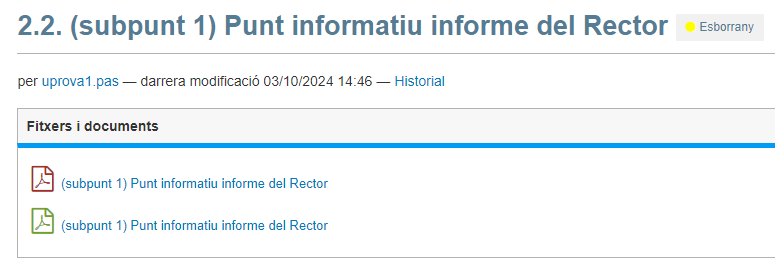 2.2. (subpunt 1) Punt informatiu informe del Rector Esborrany
per uprova1.pas — darrera modificació 03/10/2024 14:46 — Historial
Fitxers i documents
(subpunt 1) Punt informatiu informe del Rector
(subpunt 1) Punt informatiu informe del Rector